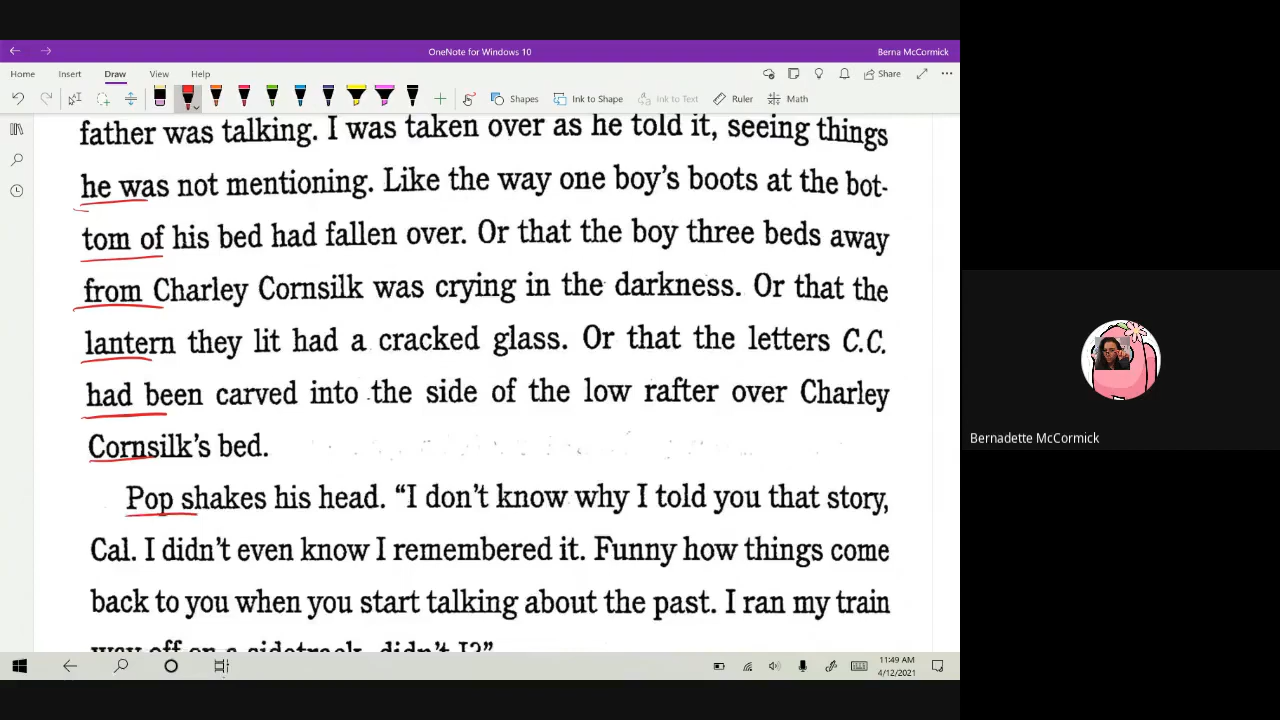 OneNote for Windows 10
Berna McCormick
Home Insert Draw View Help
Share
Shapes Ink to Shape Ink to Text Ruler Math
father was talking. I was taken over as he told it, seeing things
he was not mentioning. Like the way one boy's boots at the bot-
tom of his bed had fallen over. Or that the boy three beds away
from Charley Cornsilk was crying in the darkness. Or that the
lantern they lit had a cracked glass. Or that the letters C.C.
had been carved into the side of the low rafter over Charley
Cornsilk's bed.
Pop shakes his head. "I don't know why I told you that story,
Cal. I didn't even know I remembered it. Funny how things come
back to you when you start talking about the past. I ran my train
way off on a sidetrack, didn't I?"
11:49 AM
4/12/2021
Bernadette McCormick